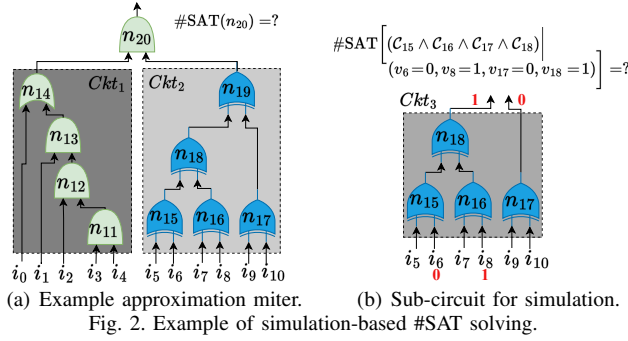 n20
#SAT(n20) =?
Ckt1
Ckt2
n14
n19
n13
n18
n12
n15
n16
n17
n11
i0 i1 i2 i3 i4 i5 i6 i7 i8 i9 i10
(a) Example approximation miter.
#SAT[(𝒞15 ∧ 𝒞16 ∧ 𝒞17 ∧ 𝒞18)|
(v6=0, v8=1, v17=0, v18=1)] =?
Ckt3
1 0
n18
n15
n16
n17
i5 i6 i7 i8 i9 i10
0 1
(b) Sub-circuit for simulation.
Fig. 2. Example of simulation-based #SAT solving.